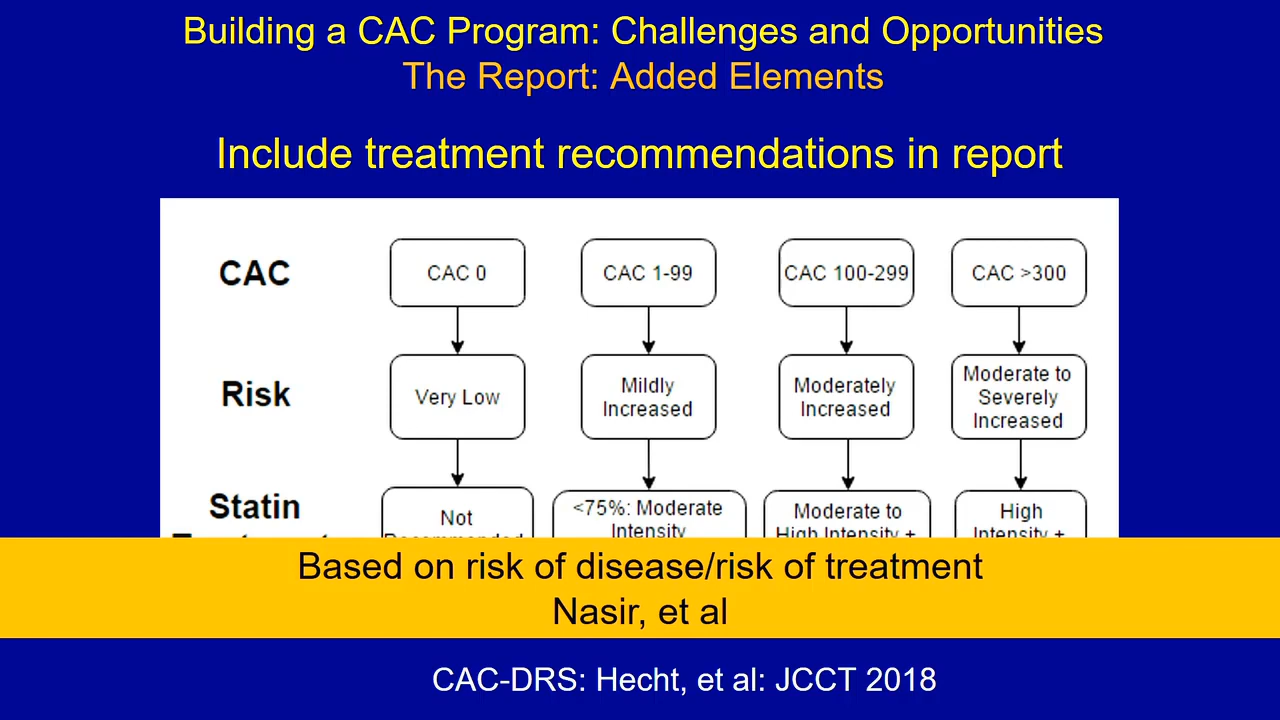 Building a CAC Program: Challenges and Opportunities
The Report: Added Elements
Include treatment recommendations in report
CAC
CAC 0
CAC 1-99
CAC 100-299
CAC >300
Risk
Very Low
Mildly
Increased
Moderately
Increased
Moderate to
Severely
Increased
Statin
Not
<75%: Moderate
Intensity
Moderate to
High Intensity +
High
Intensity +
Based on risk of disease/risk of treatment
Nasir, et al
CAC-DRS: Hecht, et al: JCCT 2018